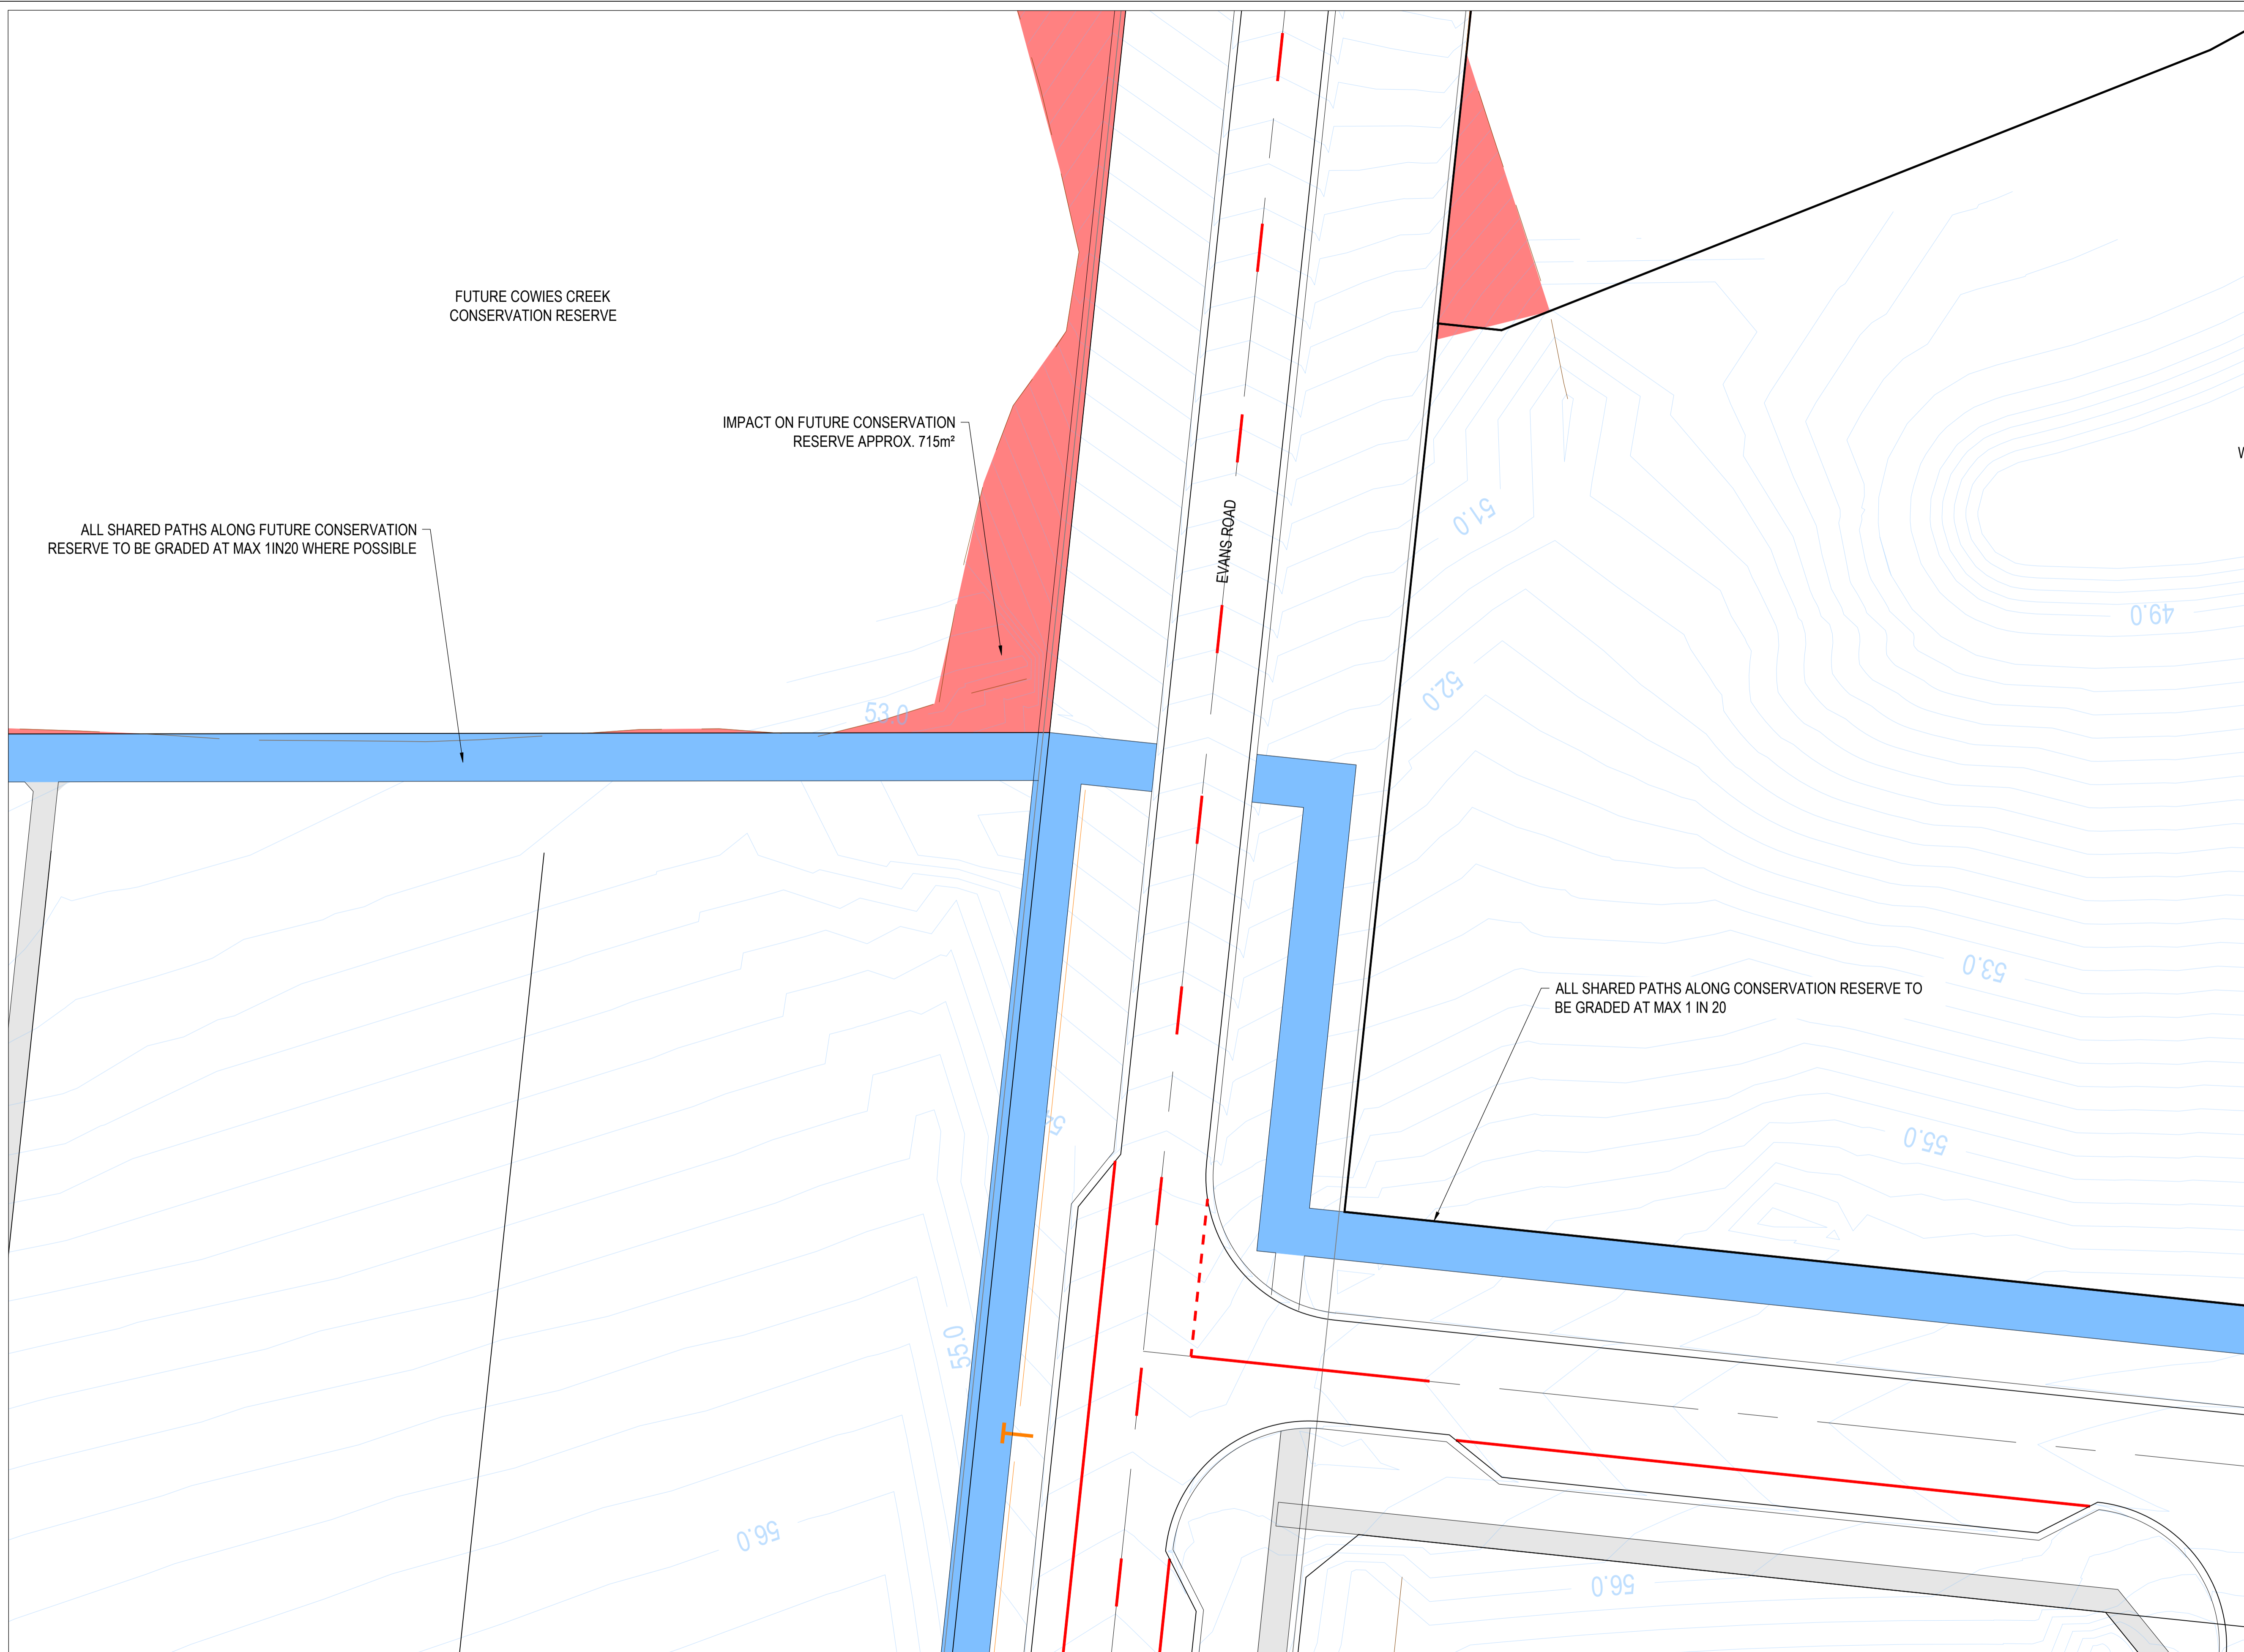 FUTURE COWIES CREEK
CONSERVATION RESERVE
IMPACT ON FUTURE CONSERVATION
RESERVE APPROX. 715m²
ALL SHARED PATHS ALONG FUTURE CONSERVATION
RESERVE TO BE GRADED AT MAX 1IN20 WHERE POSSIBLE
EVANS ROAD
51.0
49.0
52.0
53.0
53.0
ALL SHARED PATHS ALONG CONSERVATION RESERVE TO
BE GRADED AT MAX 1 IN 20
55.0
55.0
56.0
56.0